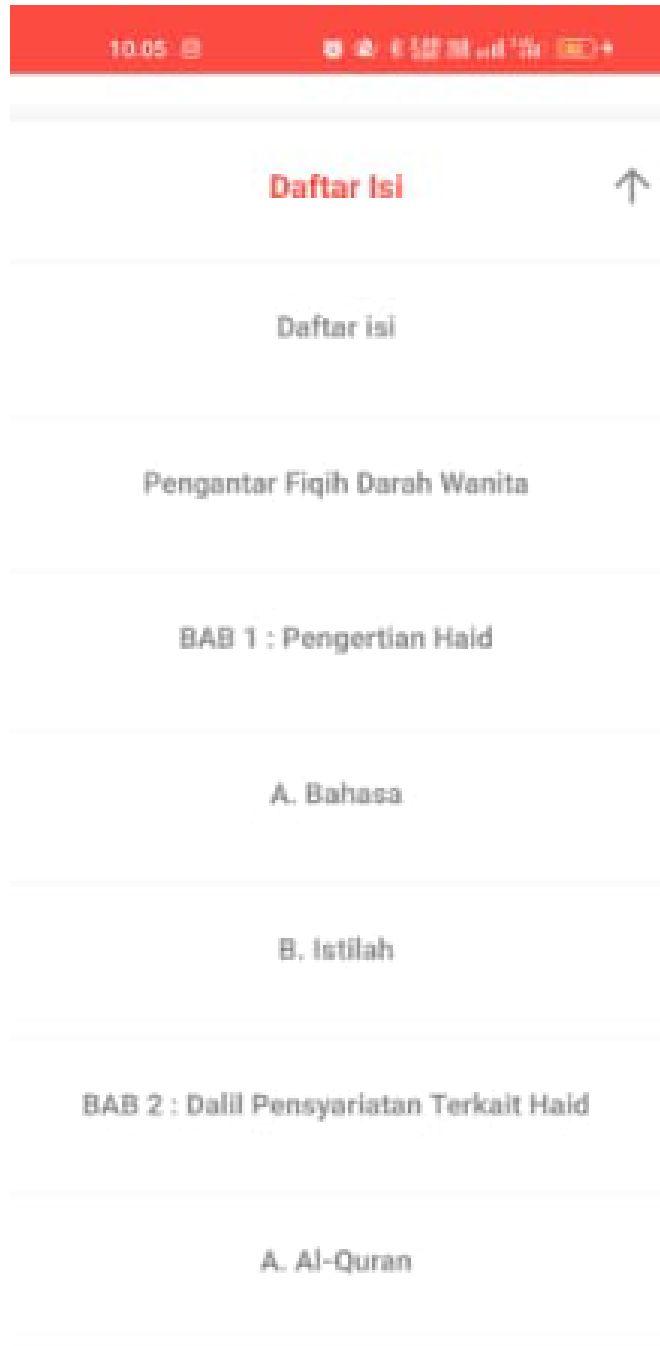 10.05
Daftar Isi
Daftar isi
Pengantar Fiqih Darah Wanita
BAB 1 : Pengertian Haid
A. Bahasa
B. Istilah
BAB 2 : Dalil Pensyariatan Terkait Haid
A. Al-Quran